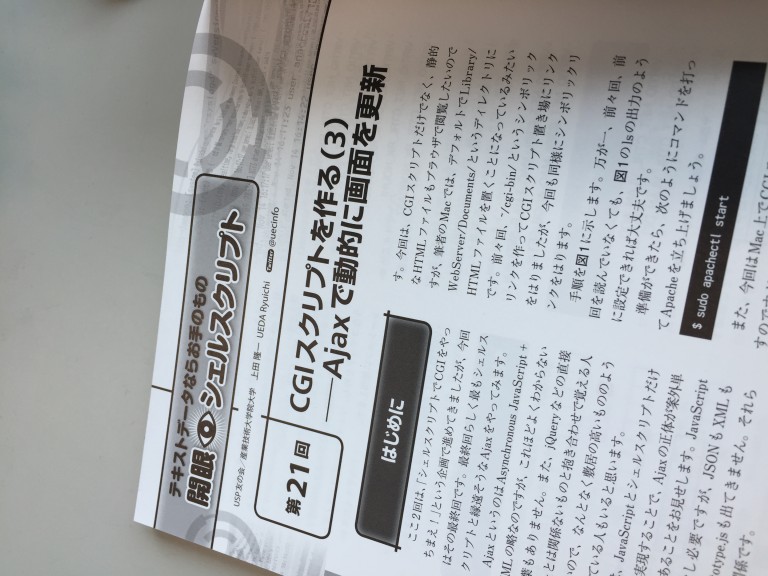 テキストデータならお手のもの
開眼シェルスクリプト
USP友の会／産業技術大学院大学 上田 隆一 UEDA Ryuichi Twitter @uecinfo
第21回
CGIスクリプトを作る(3)
──Ajaxで動的に画面を更新
はじめに
ここ2回は、「シェルスクリプトでCGIをやっ
ちまえ！」という企画で進めてきましたが、今回
はその最終回です。最終回らしく最もシェルス
クリプトと縁遠そうなAjaxをやってみます。
AjaxというのはAsynchronous JavaScript +
MLの略なのですが、これほどよくわからない
葉もありません。また、jQueryなどの直接
とは関係ないものと抱き合わせで覚える人
ので、なんとなく敷居の高いもののよう
ている人もいると思います。
、JavaScriptとシェルスクリプトだけ
実現することで、Ajaxの正体が案外単
あることをお見せします。JavaScript
し必要ですが、JSONもXMLも
otype.jsも出てきません。それら
係です。
す。今回は、CGIスクリプトだけでなく、静的
なHTMLファイルもブラウザで閲覧したいので
すが、筆者のMacでは、デフォルトでLibrary/
WebServer/Documents/というディレクトリに
HTMLファイルを置くことになっているみたい
です。前々回、~/cgi-bin/というシンボリック
リンクを作ってCGIスクリプト置き場にリンク
をはりましたが、今回も同様にシンボリックリ
ンクをはります。
手順を図1に示します。万が一、前々回、前
回を読んでいなくても、図1のlsの出力のよう
に設定できれば大丈夫です。
準備ができたら、次のようにコマンドを打っ
てApacheを立ち上げましょう。
$ sudo apachectl start
また、今回はMac上でCG
すのですが